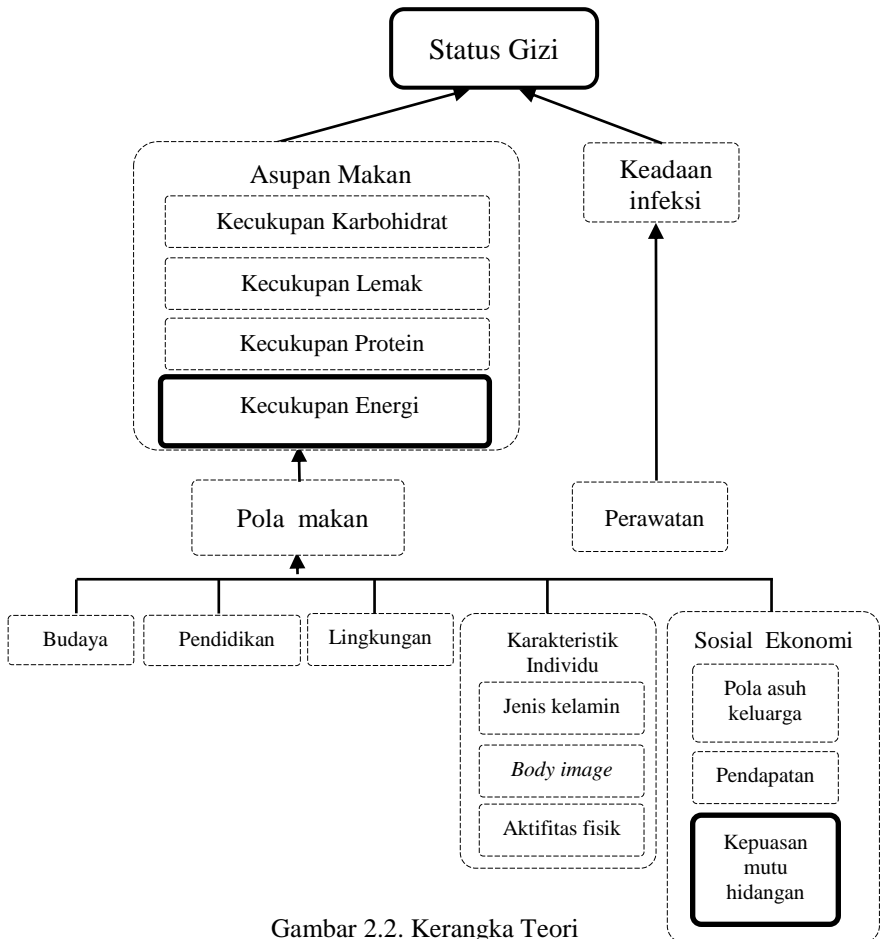 Status Gizi
Asupan Makan
Kecukupan Karbohidrat
Kecukupan Lemak
Kecukupan Protein
Kecukupan Energi
Keadaan
infeksi
Pola makan
Perawatan
Budaya
Pendidikan
Lingkungan
Karakteristik
Individu
Jenis kelamin
Body image
Aktifitas fisik
Sosial Ekonomi
Pola asuh
keluarga
Pendapatan
Kepuasan
mutu
hidangan
Gambar 2.2. Kerangka Teori